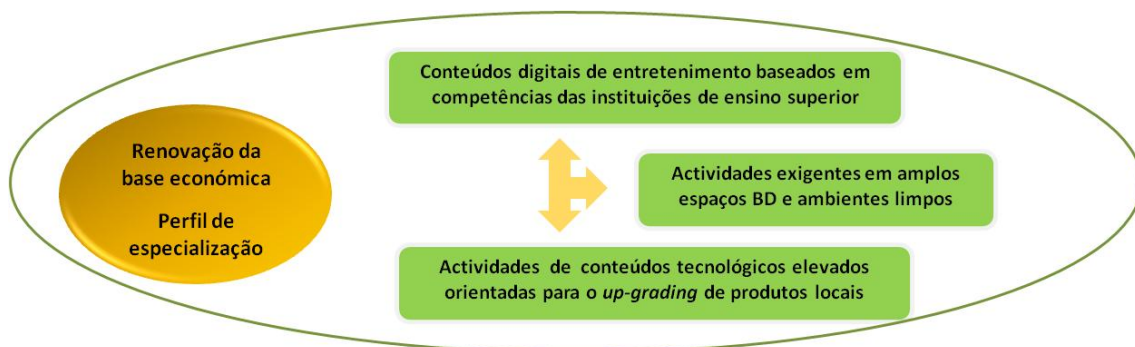 Conteúdos digitais de entretenimento baseados em
competências das instituições de ensino superior
Renovação da
base económica
Perfil de
especialização
Actividades exigentes em amplos
espaços BD e ambientes limpos
Actividades de conteúdos tecnológicos elevados
orientadas para o up-grading de produtos locais